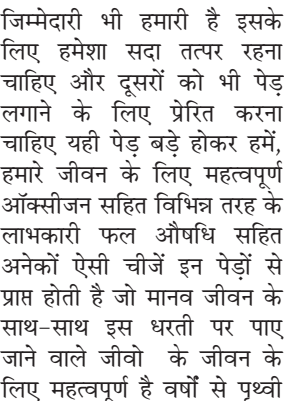 जिम्मेदारी भी हमारी है इसके
लिए हमेशा सदा तत्पर रहना
चाहिए और दूसरों को भी पेड़
लगाने के लिए प्रेरित करना
चाहिए यही पेड़ बड़े होकर हमें,
हमारे जीवन के लिए महत्वपूर्ण
ऑक्सीजन सहित विभिन्न तरह के
लाभकारी फल औषधि सहित
अनेकों ऐसी चीजें इन पेड़ों से
प्राप्त होती है जो मानव जीवन के
साथ-साथ इस धरती पर पाए
जाने वाले जीवो के जीवन के
लिए महत्वपूर्ण है वर्षों से पृथ्वी